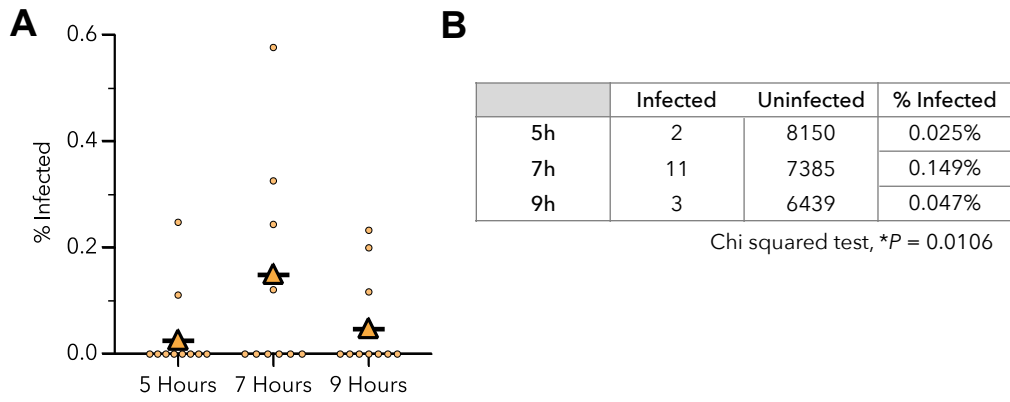 A
% Infected
0.6
0.4
0.2
0.0
5 Hours 7 Hours 9 Hours
B
Infected Uninfected % Infected
5h 2 8150 0.025%
7h 11 7385 0.149%
9h 3 6439 0.047%
Chi squared test, *P = 0.0106